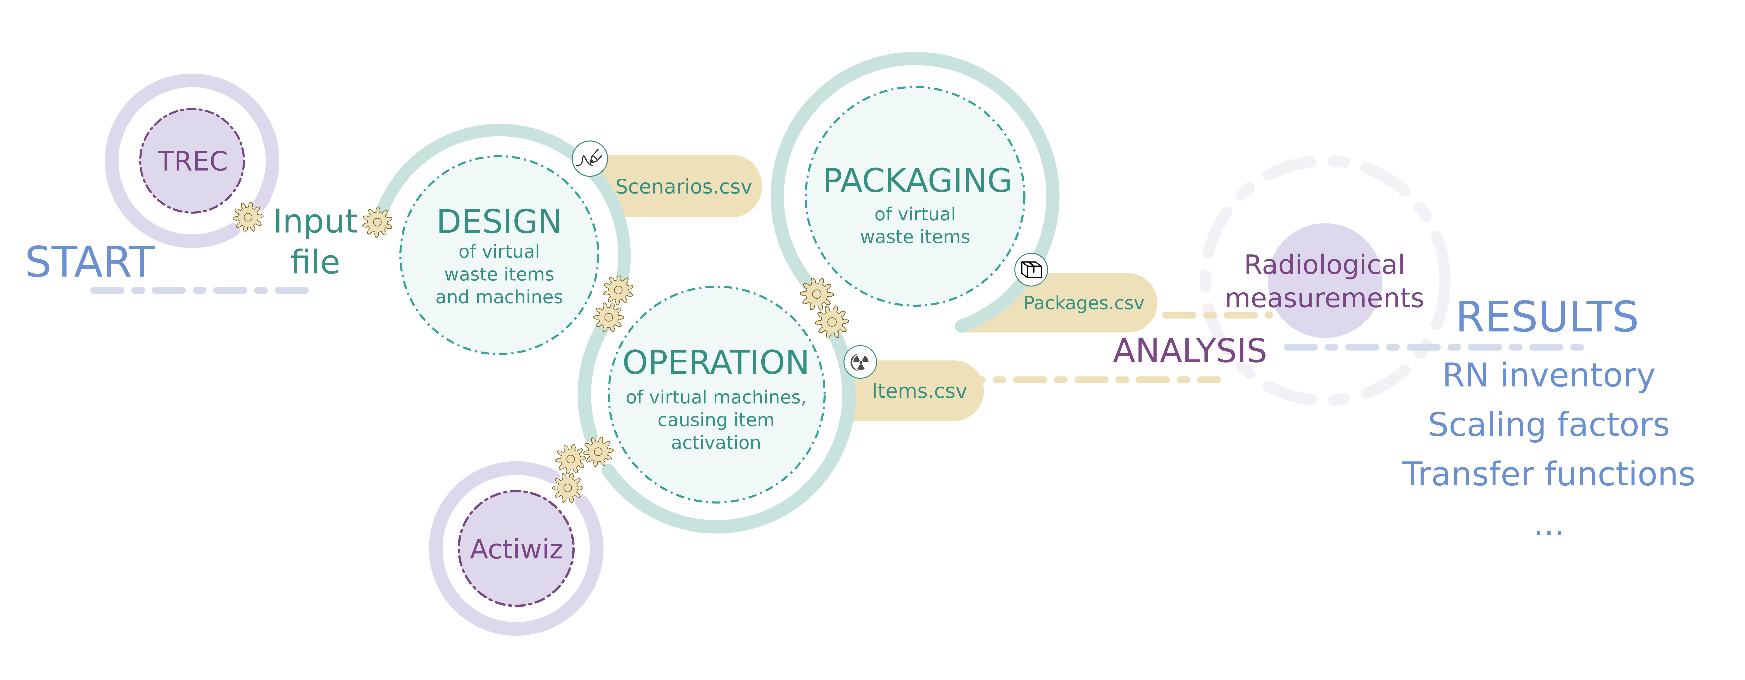 START
TREC
Input
file
DESIGN
of virtual
waste items
and machines
Scenarios.csv
OPERATION
of virtual machines,
causing item
activation
Actiwiz
PACKAGING
of virtual
waste items
Packages.csv
Items.csv
ANALYSIS
Radiological
measurements
RESULTS
RN inventory
Scaling factors
Transfer functions
...